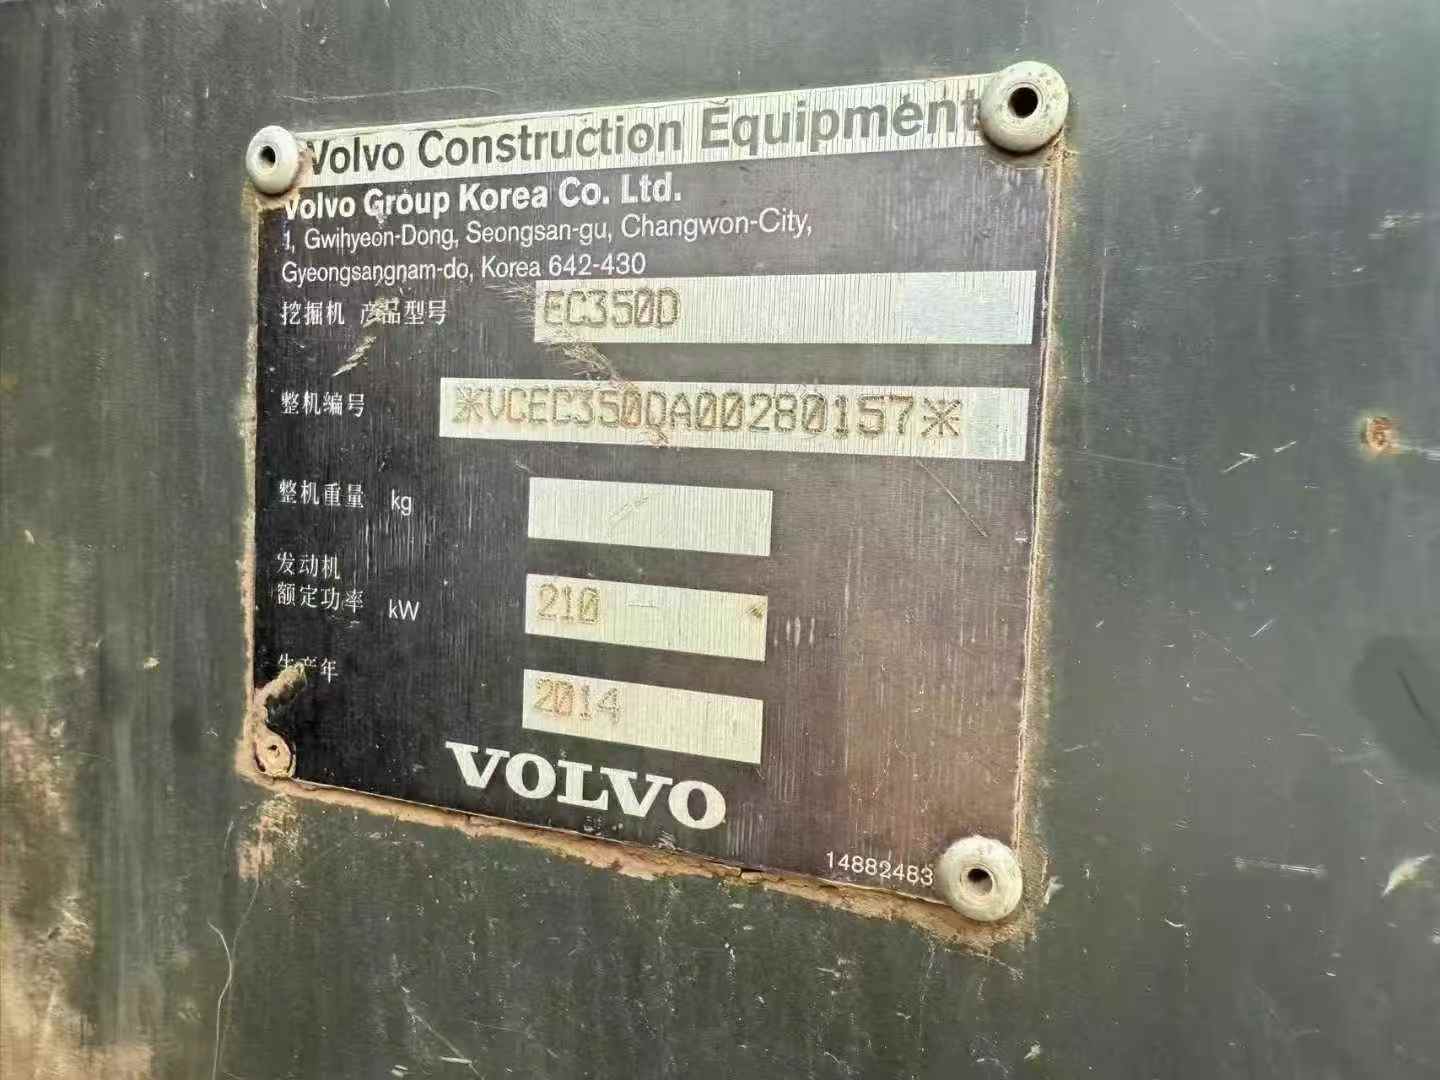 Volvo Construction Equipment
Volvo Group Korea Co. Ltd.
1, Gwihyeon-Dong, Seongsan-gu, Changwon-City,
Gyeongsangnam-do, Korea 642-430
挖掘机 产品型号 EC350D
整机编号 *VCEC350DA00280157*
整机重量 kg
发动机
额定功率 kW 210
生产年 2014
VOLVO
14882483